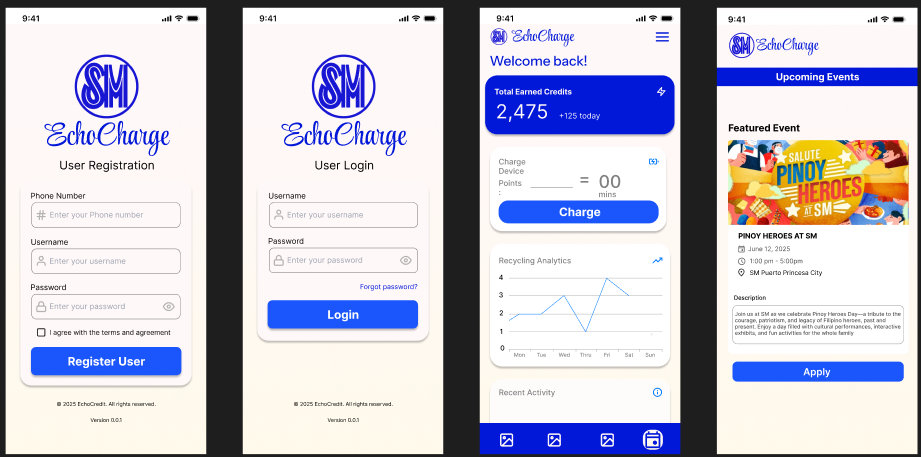 9:41
SM
EchoCharge
User Registration
Phone Number
# Enter your Phone number
Username
Enter your username
Password
Enter your password
I agree with the terms and agreement
Register User
© 2025 EchoCredit. All rights reserved.
Version 0.0.1
9:41
SM
EchoCharge
User Login
Username
Enter your username
Password
Enter your password
Forgot password?
Login
© 2025 EchoCredit. All rights reserved.
Version 0.0.1
9:41
SM EchoCharge
Welcome back!
Total Earned Credits
2,475 +125 today
Charge
Device
Points
:
= 00
mins
Charge
Recycling Analytics
4
3
2
1
0
Mon Tue Wed Thru Fri Sat Sun
Recent Activity
9:41
SM EchoCharge
Upcoming Events
Featured Event
SALUTE
PINOY
HEROES
AT SM
PINOY HEROES AT SM
June 12, 2025
1:00 pm - 5:00pm
SM Puerto Princesa City
Description
Join us at SM as we celebrate Pinoy Heroes Day—a tribute to the
courage, patriotism, and legacy of Filipino heroes, past and
present. Enjoy a day filled with cultural performances, interactive
exhibits, and fun activities for the whole family
Apply